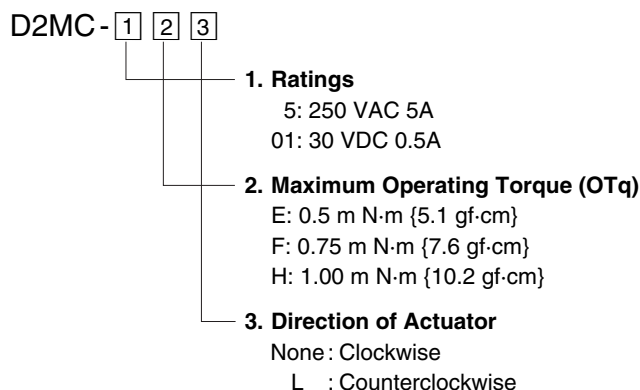 D2MC-1 2 3
1. Ratings
5: 250 VAC 5A
01: 30 VDC 0.5A
2. Maximum Operating Torque (OTq)
E: 0.5 m N·m {5.1 gf·cm}
F: 0.75 m N·m {7.6 gf·cm}
H: 1.00 m N·m {10.2 gf·cm}
3. Direction of Actuator
None : Clockwise
L : Counterclockwise